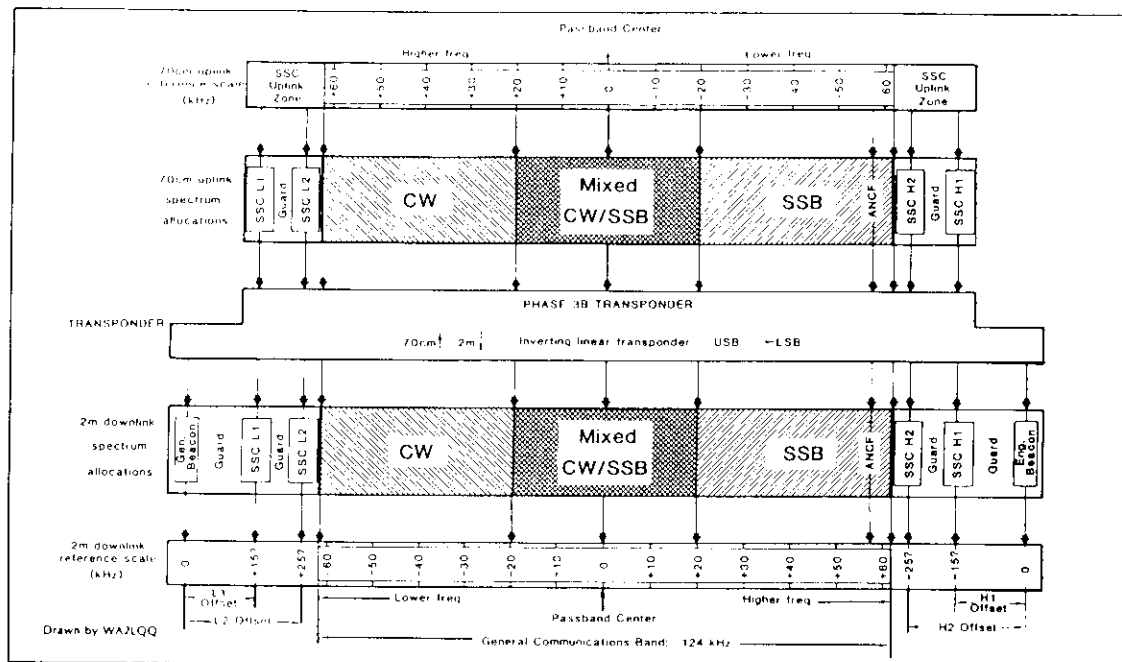 Passband Center
Higher freq
Lower freq
70cm uplink
reference scale
(kHz)
SSC
Uplink
Zone
+60
+50
+40
+30
+20
+10
0
-10
-20
-30
-40
-50
-60
SSC
Uplink
Zone
70cm uplink
spectrum
allocations
SSC L1
Guard
SSC L2
CW
Mixed
CW/SSB
SSB
ANCF
SSC H2
Guard
SSC H1
TRANSPONDER
PHASE 3B TRANSPONDER
70cm 2m Inverting linear transponder USB ←LSB
2m downlink
spectrum
allocations
Gen.
Beacon
Guard
SSC L1
Guard
SSC L2
CW
Mixed
CW/SSB
SSB
ANCF
SSC H2
Guard
SSC H1
Guard
Eng.
Beacon
2m downlink
reference scale
(kHz)
0
+15?
+25?
-60
-50
-40
-30
-20
-10
0
+10
+20
+30
+40
+50
+60
-25?
-15?
0
L1
Offset
L2 Offset
Lower freq
Passband Center
Higher freq
H1
Offset
H2 Offset
Drawn by WA2LQQ
General Communications Band; 124 kHz